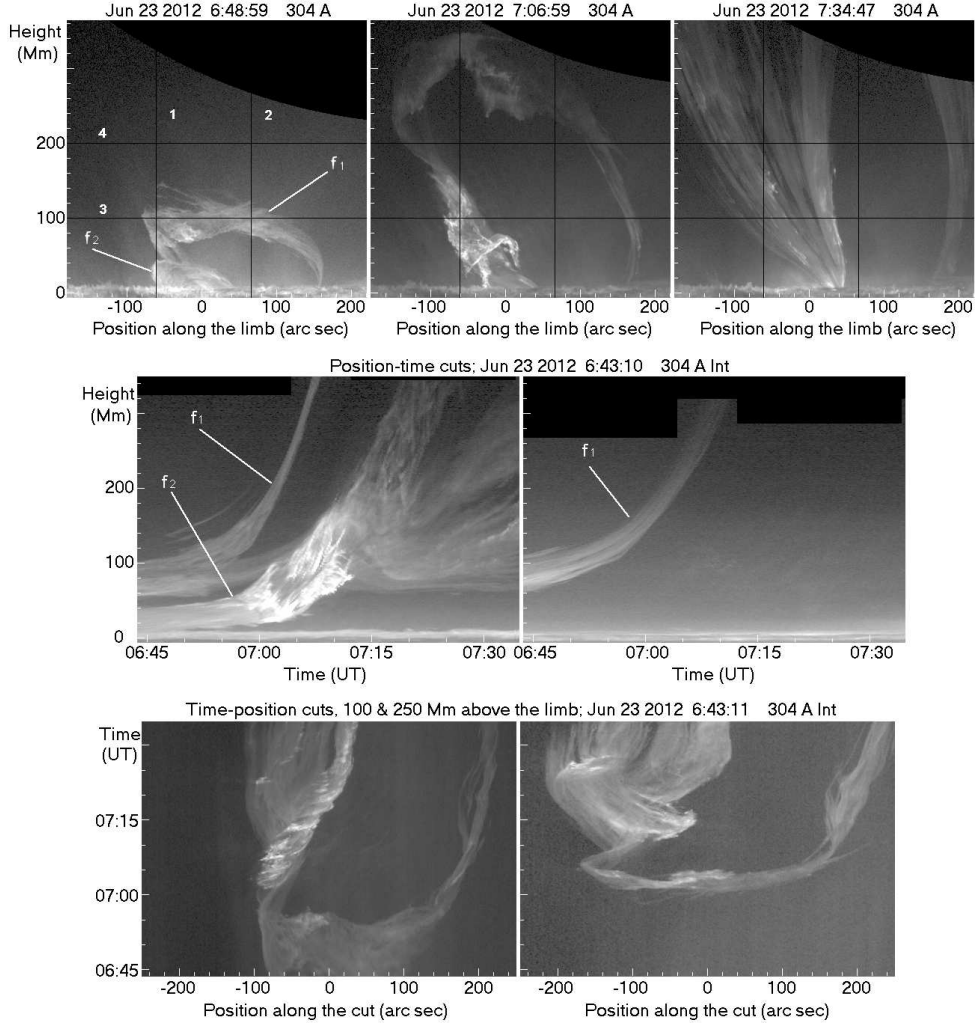 Jun 23 2012 6:48:59 304 A
Jun 23 2012 7:06:59 304 A
Jun 23 2012 7:34:47 304 A
Height
(Mm)
200
100
0
1
2
4
3
f1
f2
-100 0 100 200
-100 0 100 200
-100 0 100 200
Position along the limb (arc sec)
Position along the limb (arc sec)
Position along the limb (arc sec)
Position-time cuts; Jun 23 2012 6:43:10 304 A Int
Height
(Mm)
300
200
100
0
f1
f2
f1
06:45 07:00 07:15 07:30
06:45 07:00 07:15 07:30
Time (UT)
Time (UT)
Time-position cuts, 100 & 250 Mm above the limb; Jun 23 2012 6:43:11 304 A Int
Time
(UT)
07:15
07:00
06:45
-200 -100 0 100 200
-200 -100 0 100 200
Position along the cut (arc sec)
Position along the cut (arc sec)